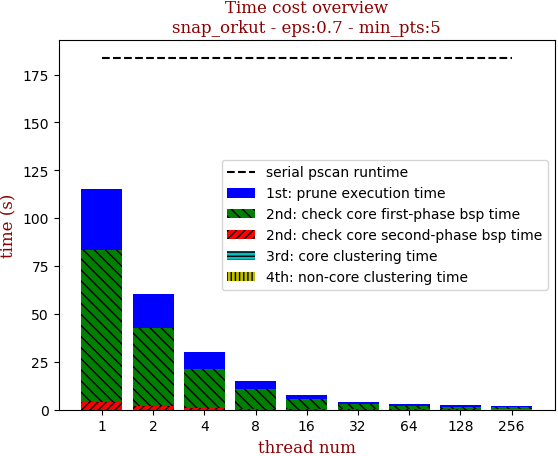 Time cost overview
snap_orkut - eps:0.7 - min_pts:5
time (s)
175
150
125
100
75
50
25
0
serial pscan runtime
1st: prune execution time
2nd: check core first-phase bsp time
2nd: check core second-phase bsp time
3rd: core clustering time
4th: non-core clustering time
1 2 4 8 16 32 64 128 256
thread num